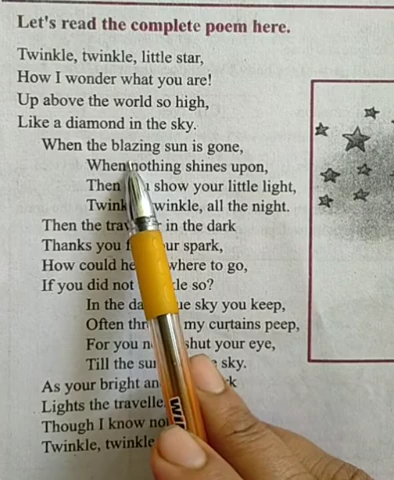 Let's read the complete poem here.
Twinkle, twinkle, little star,
How I wonder what you are!
Up above the world so high,
Like a diamond in the sky.
When the blazing sun is gone,
When nothing shines upon,
Then show your little light,
Twink winkle, all the night.
Then the trav in the dark
Thanks you ur spark,
How could he where to go,
If you did not le so?
In the da ue sky you keep,
Often thr my curtains peep,
For you n shut your eye,
Till the sun sky.
As your bright an rk
Lights the travelle
Though I know no
Twinkle, twinkle
WIN